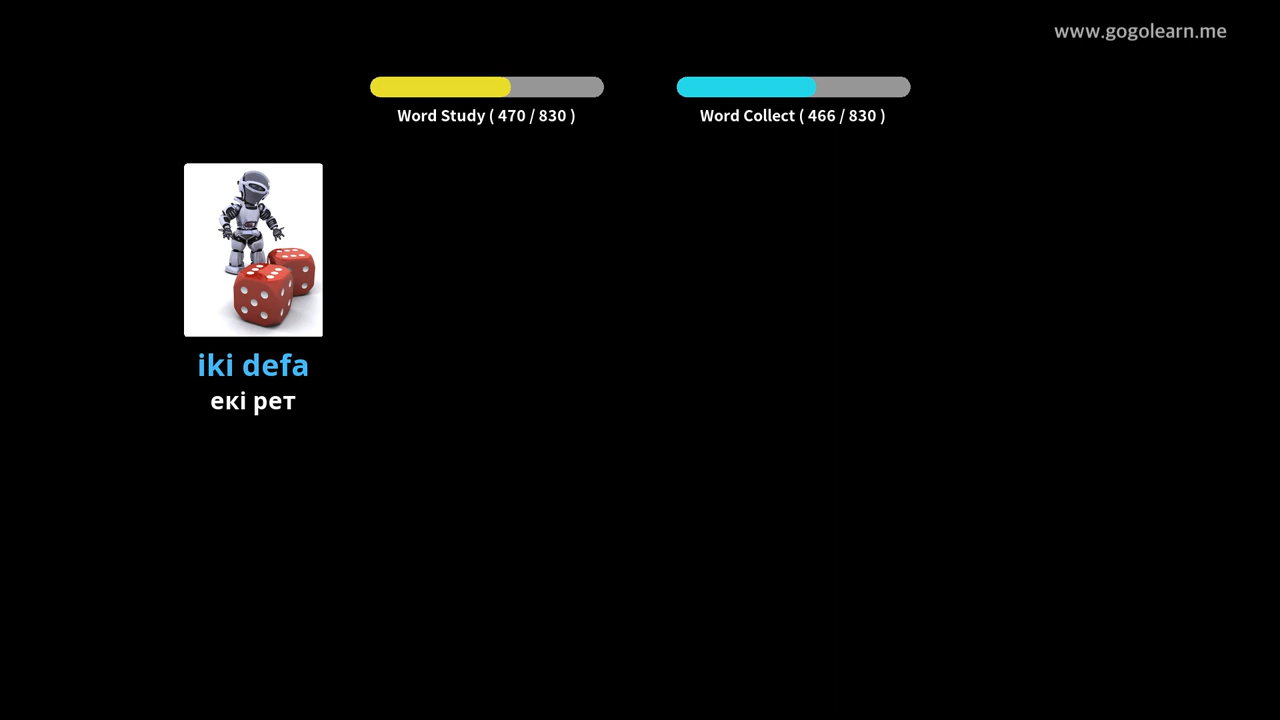 www.gogolearn.me
Word Study ( 470 / 830 )
Word Collect ( 466 / 830 )
iki defa
екі рет